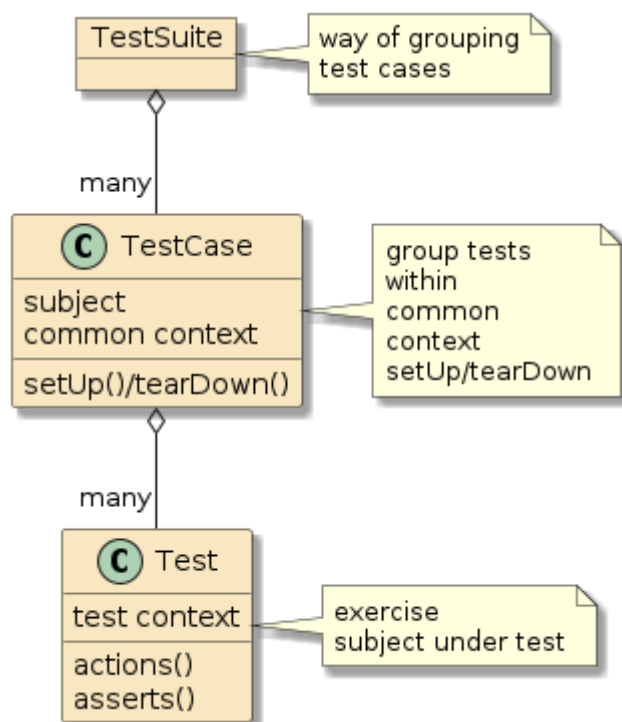 TestSuite
way of grouping
test cases
many
C TestCase
subject
common context
setUp()/tearDown()
group tests
within
common
context
setUp/tearDown
many
C Test
test context
actions()
asserts()
exercise
subject under test